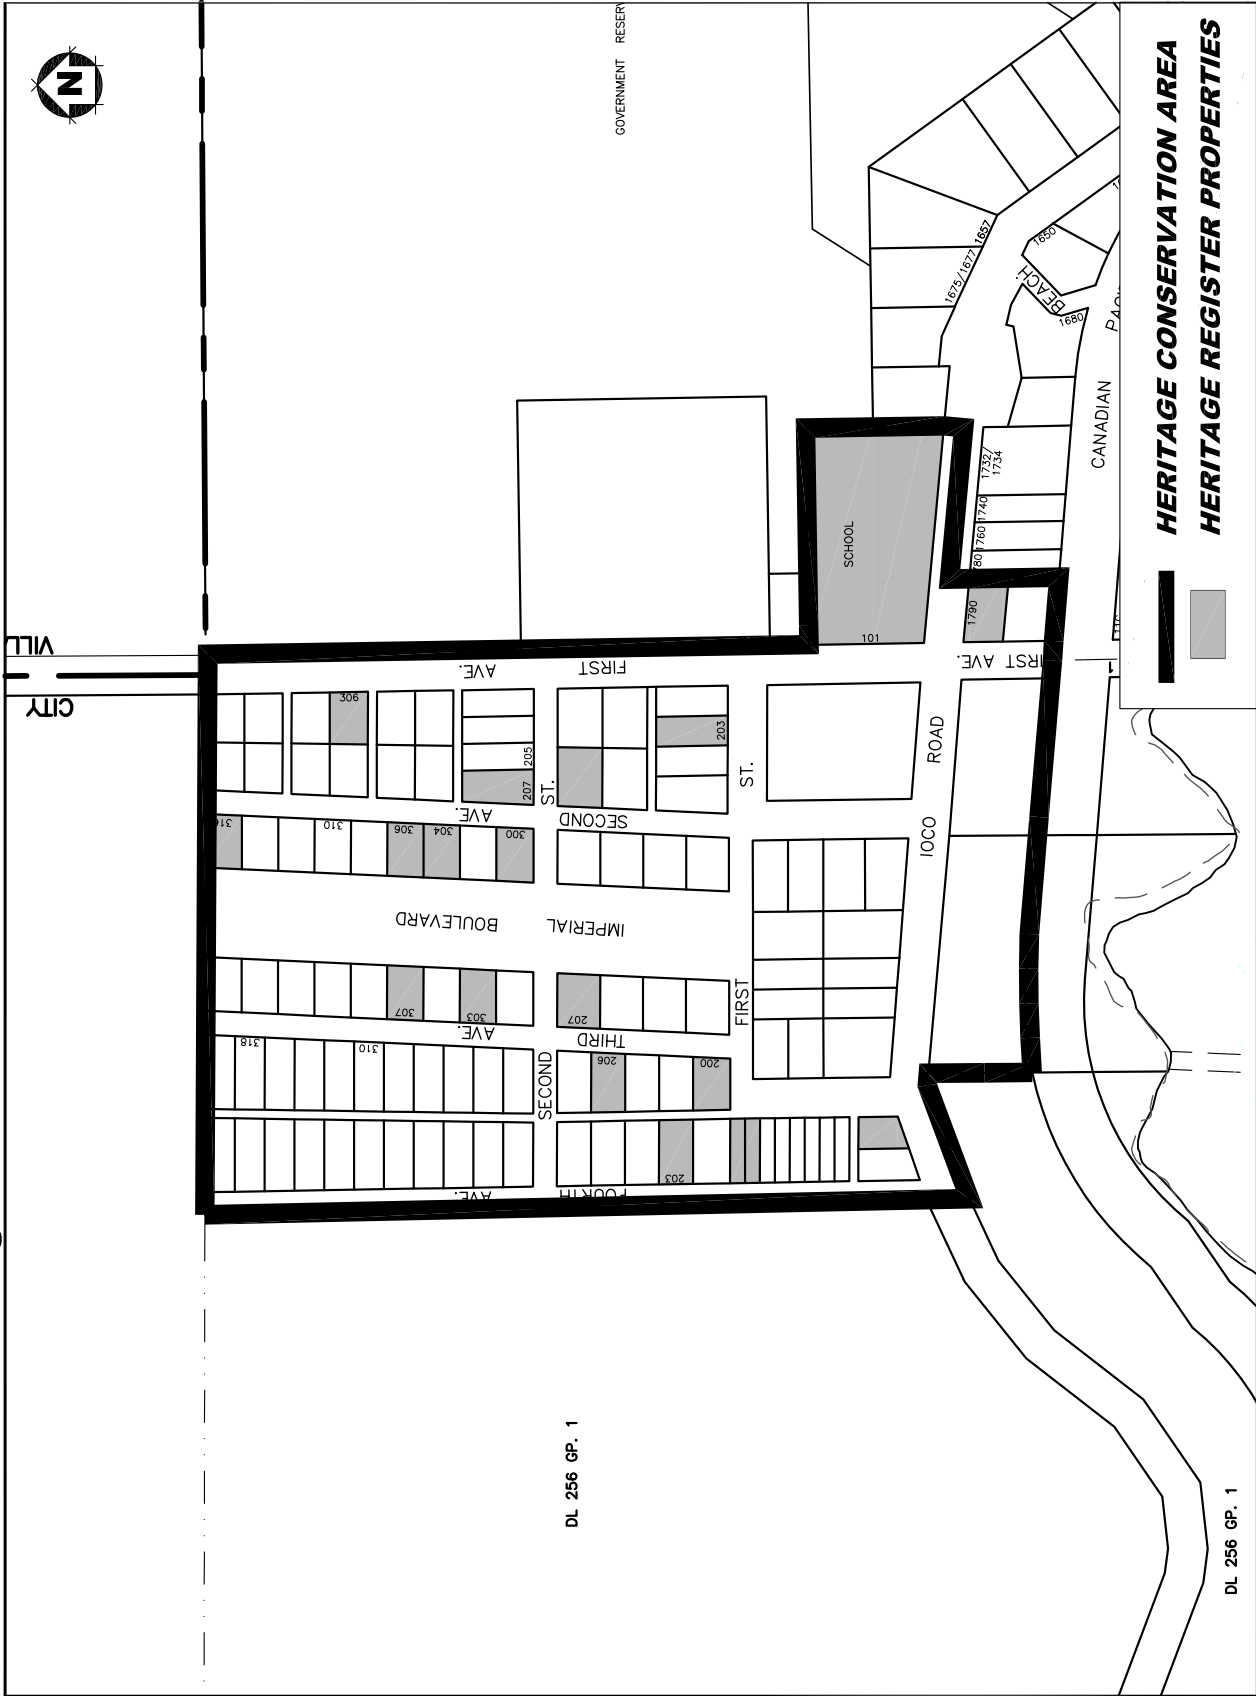 N
GOVERNMENT RESERV
HERITAGE CONSERVATION AREA
HERITAGE REGISTER PROPERTIES
1657
1675/1677
1650
BEACH
1680
CANADIAN
1732/
1734
1740
1760
780
1790
SCHOOL
101
VILL
CITY
FIRST AVE.
FIRST AVE.
1
306
203
205
207
ST.
ST.
ROAD
SECOND AVE.
310
306
304
300
IOCO
IMPERIAL BOULEVARD
307
303
207
FIRST
THIRD AVE.
318
310
206
200
SECOND
203
FOURTH AVE.
DL 256 GP. 1
DL 256 GP. 1